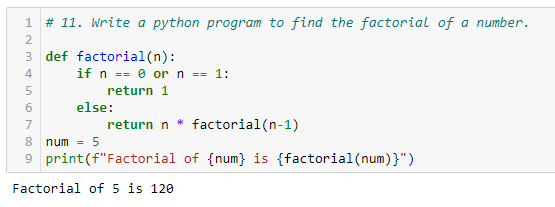 1 # 11. Write a python program to find the factorial of a number.
2
3 def factorial(n):
4     if n == 0 or n == 1:
5         return 1
6     else:
7         return n * factorial(n-1)
8 num = 5
9 print(f"Factorial of {num} is {factorial(num)}")
Factorial of 5 is 120